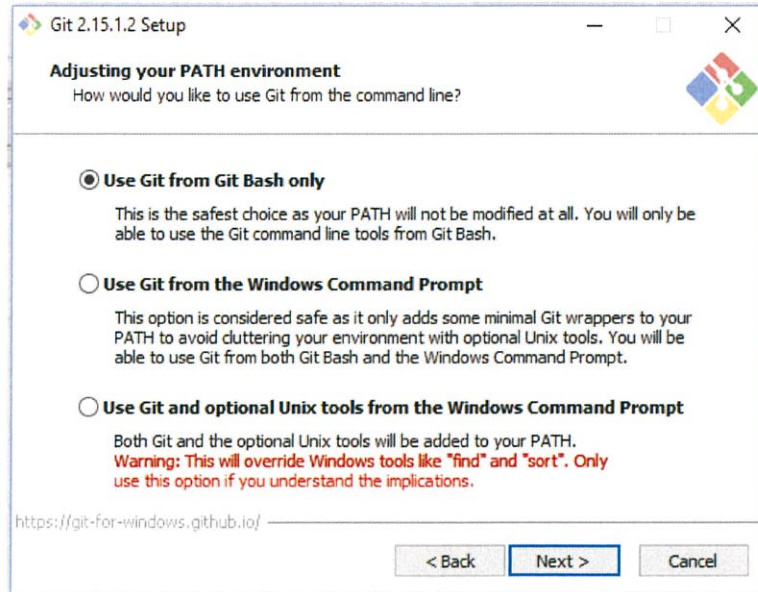 Git 2.15.1.2 Setup
Adjusting your PATH environment
How would you like to use Git from the command line?
Use Git from Git Bash only
This is the safest choice as your PATH will not be modified at all. You will only be
able to use the Git command line tools from Git Bash.
Use Git from the Windows Command Prompt
This option is considered safe as it only adds some minimal Git wrappers to your
PATH to avoid cluttering your environment with optional Unix tools. You will be
able to use Git from both Git Bash and the Windows Command Prompt.
Use Git and optional Unix tools from the Windows Command Prompt
Both Git and the optional Unix tools will be added to your PATH.
Warning: This will override Windows tools like "find" and "sort". Only
use this option if you understand the implications.
https://git-for-windows.github.io/
< Back Next > Cancel